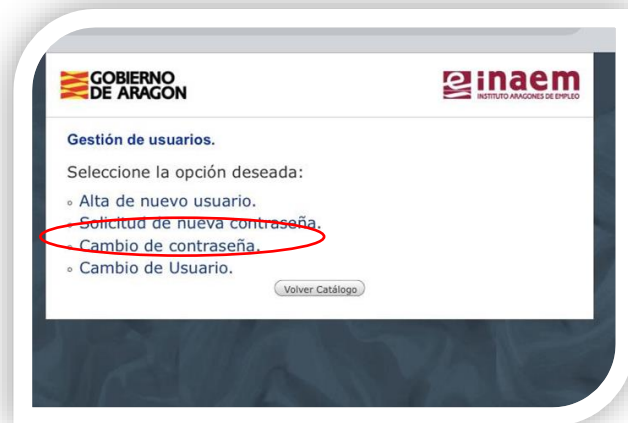 GOBIERNO
DE ARAGON
inaem
INSTITUTO ARAGONES DE EMPLEO
Gestión de usuarios.
Seleccione la opción deseada:
Alta de nuevo usuario.
Solicitud de nueva contraseña.
Cambio de contraseña.
Cambio de Usuario.
Volver Catálogo